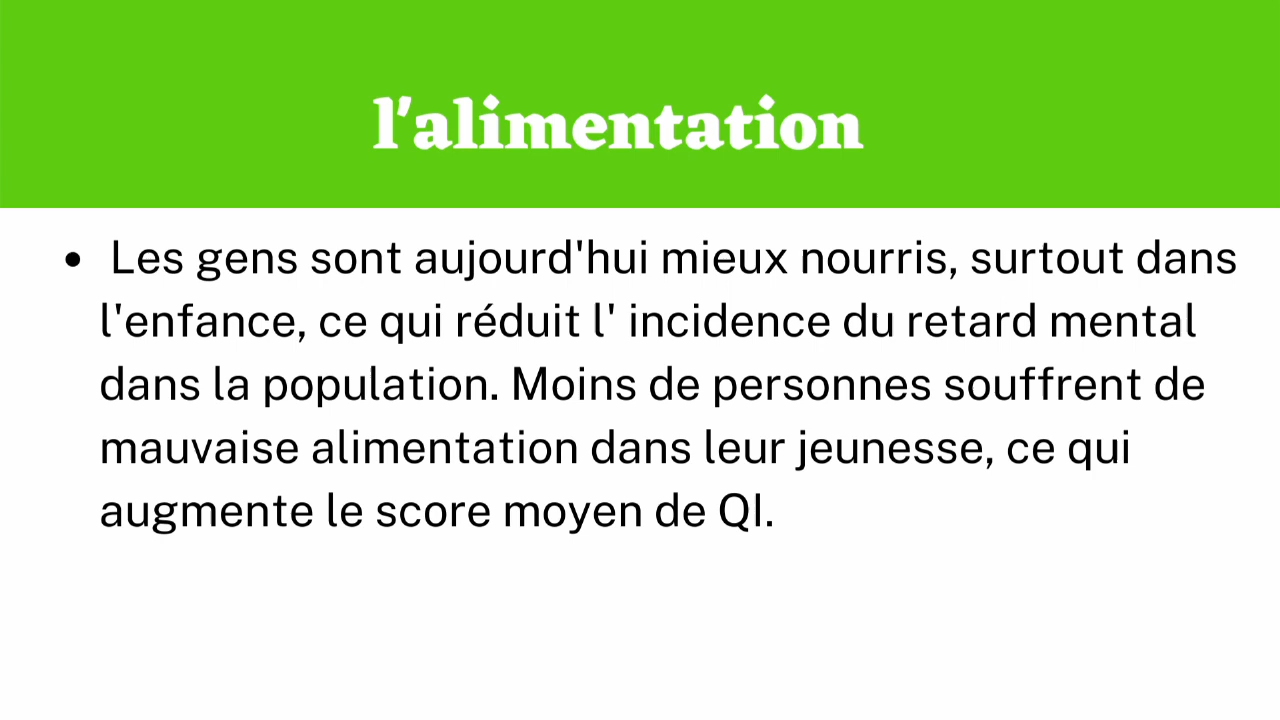 l'alimentation
• Les gens sont aujourd'hui mieux nourris, surtout dans
l'enfance, ce qui réduit l' incidence du retard mental
dans la population. Moins de personnes souffrent de
mauvaise alimentation dans leur jeunesse, ce qui
augmente le score moyen de QI.